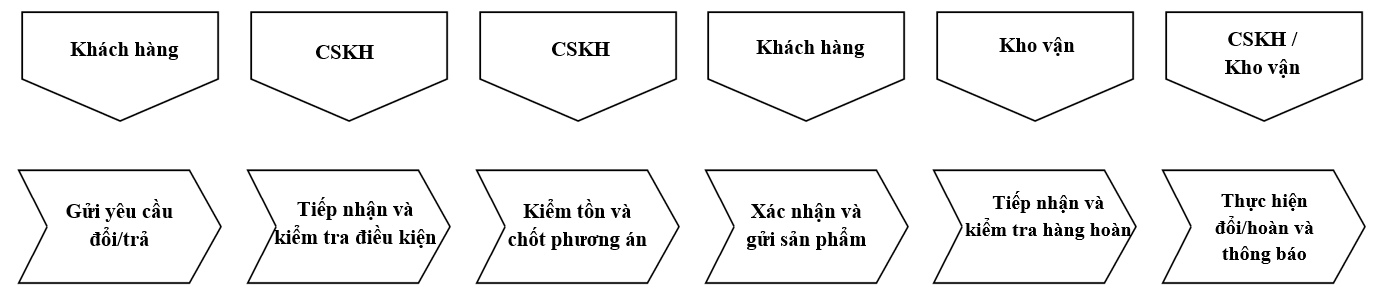 Khách hàng
CSKH
CSKH
Khách hàng
Kho vận
CSKH /
Kho vận
Gửi yêu cầu
đổi/trả
Tiếp nhận và
kiểm tra điều kiện
Kiểm tồn và
chốt phương án
Xác nhận và
gửi sản phẩm
Tiếp nhận và
kiểm tra hàng hoàn
Thực hiện
đổi/hoàn và
thông báo